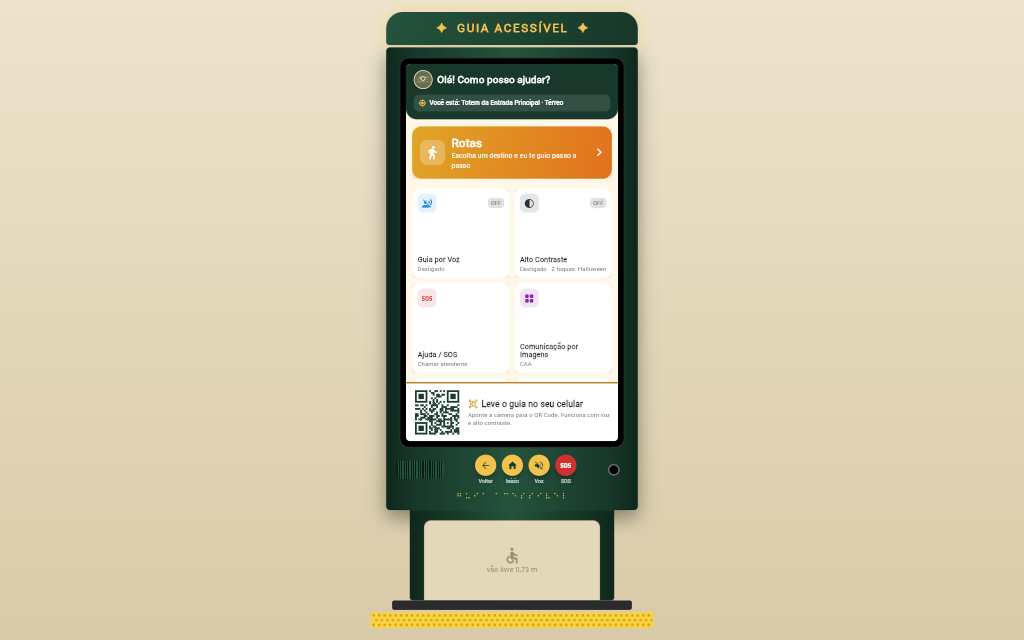 GUIA ACESSÍVEL
Olá! Como posso ajudar?
Você está: Totem da Entrada Principal · Térreo
Rotas
Escolha um destino e eu te guio passo a
passo
OFF
Guia por Voz
Desligado
OFF
Alto Contraste
Desligado · 2 toques: Halloween
SOS
Ajuda / SOS
Chamar atendente
Comunicação por
Imagens
CAA
Leve o guia no seu celular
Aponte a câmera para o QR Code. Funciona com voz
e alto contraste.
SOS
Voltar Início Voz SOS
vão livre 0,73 m